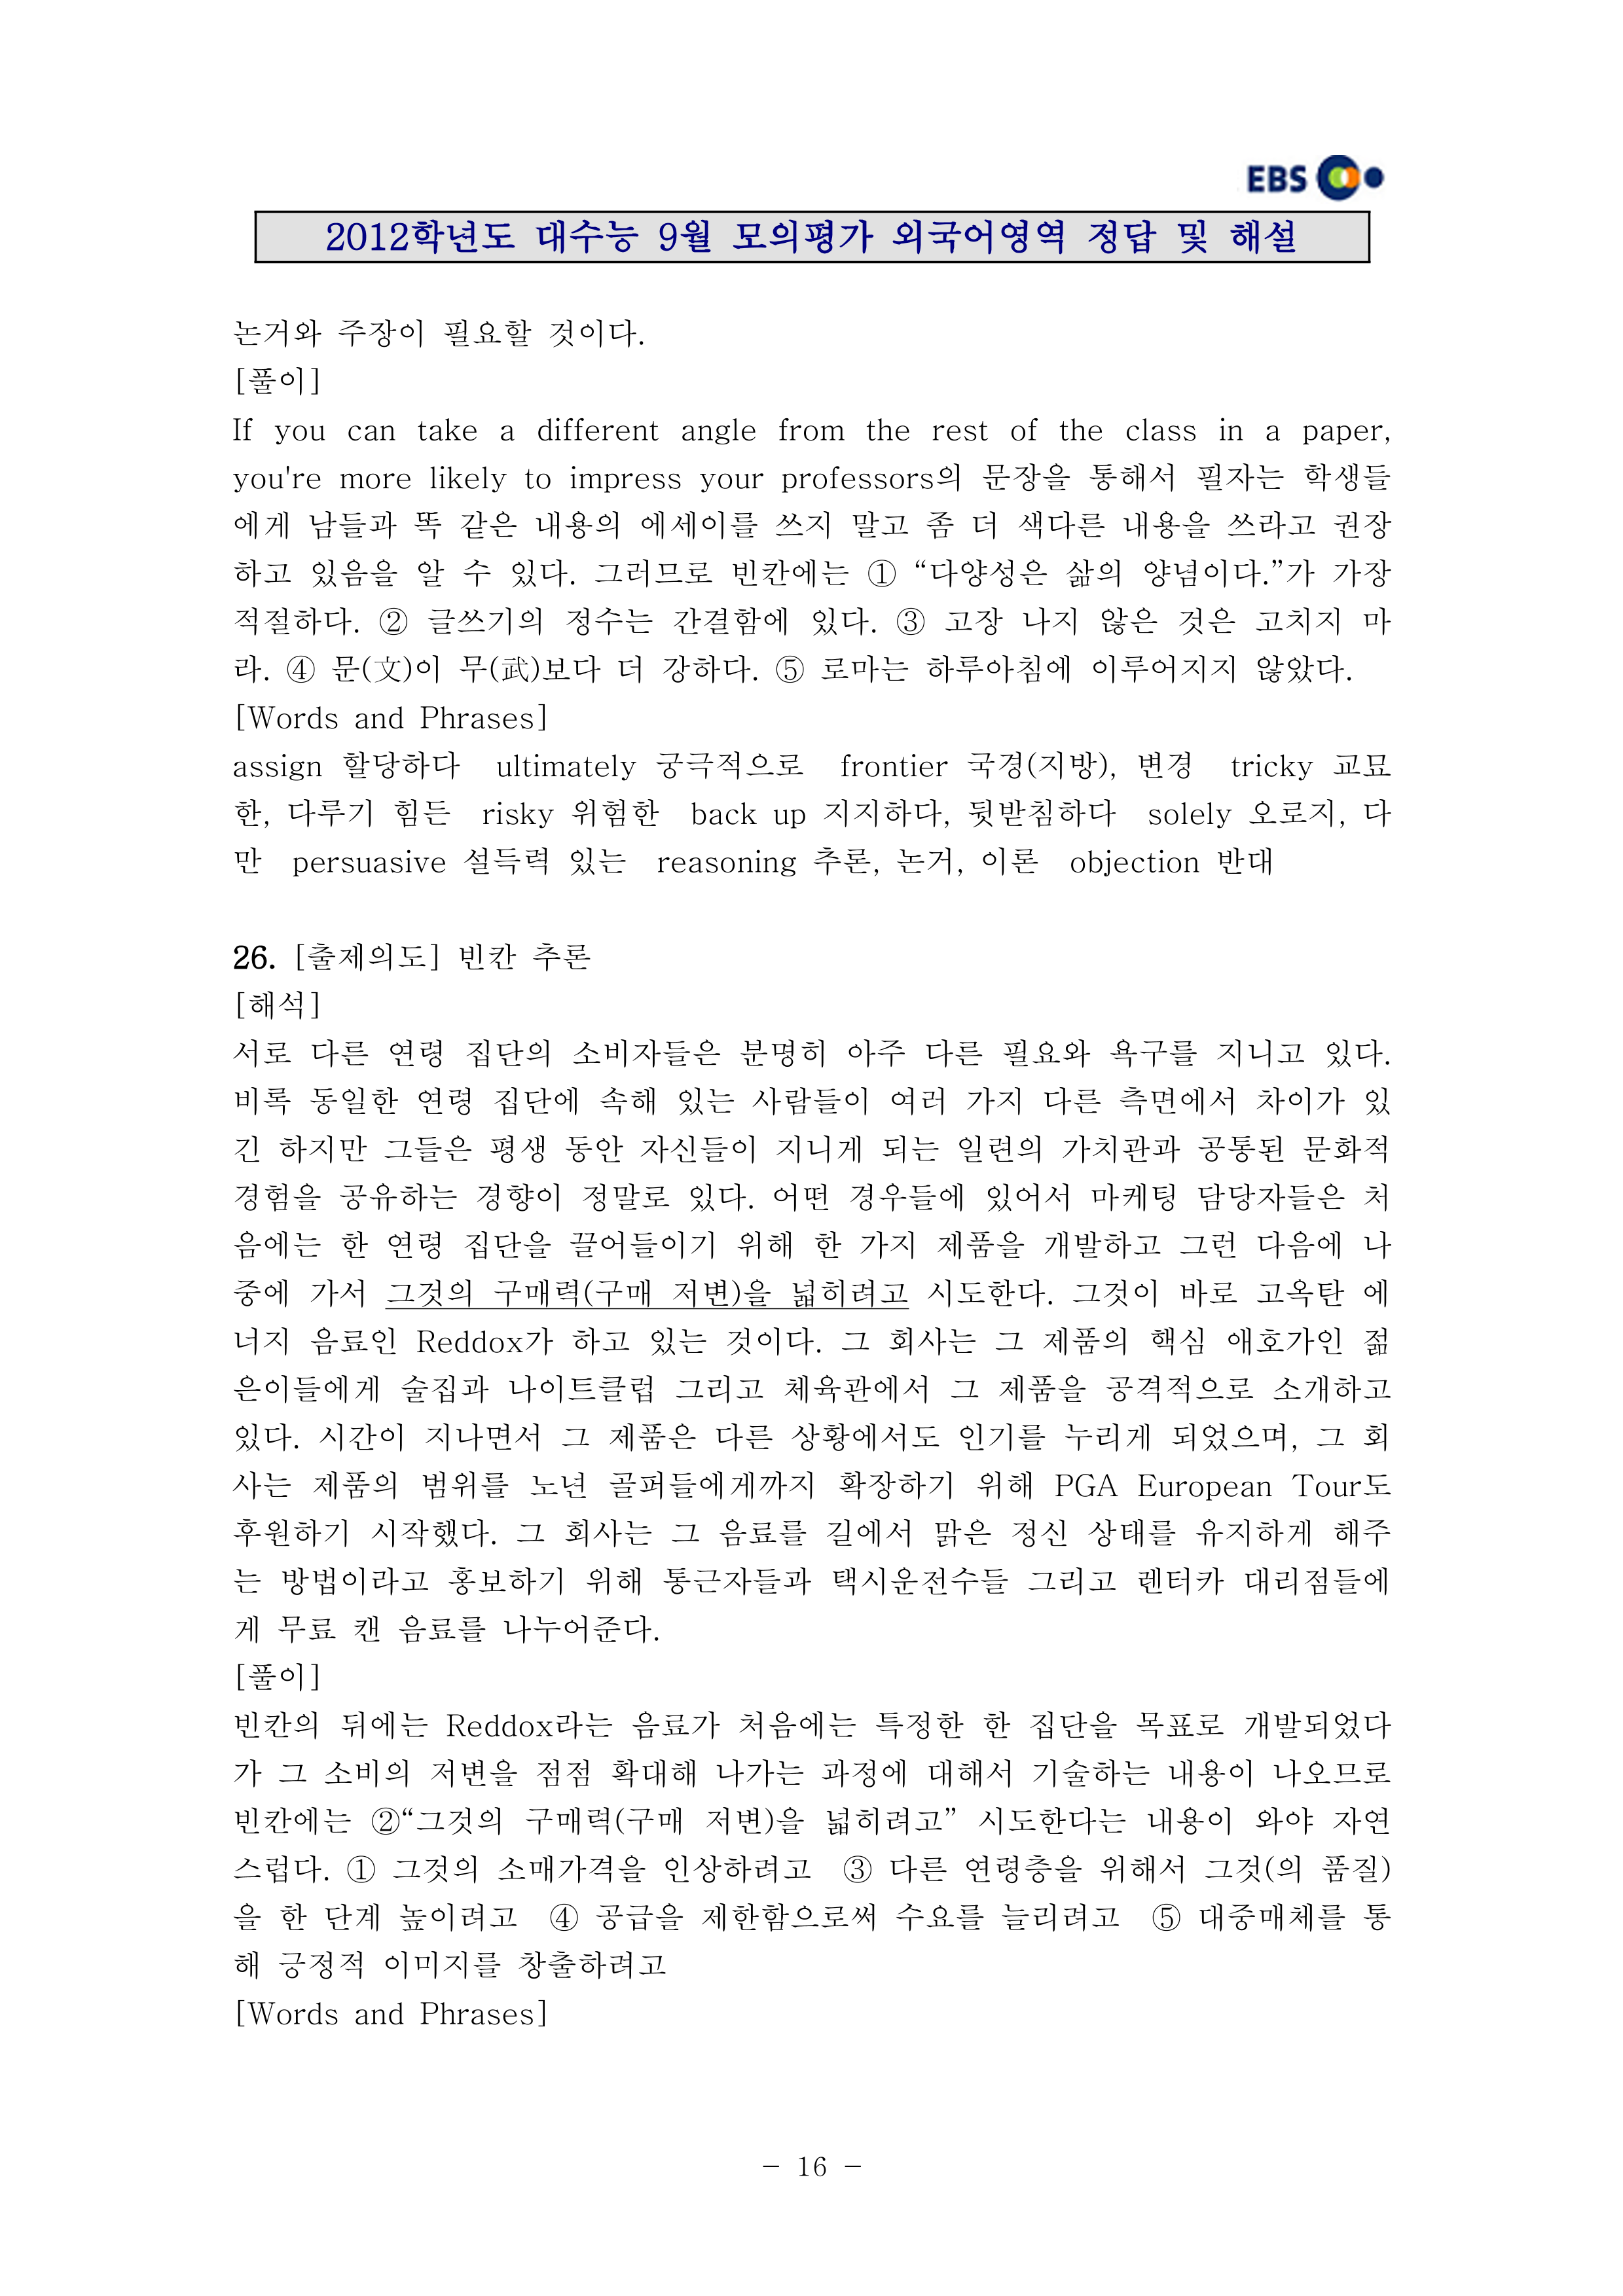 EBS
2012학년도 대수능 9월 모의평가 외국어영역 정답 및 해설
논거와 주장이 필요할 것이다.
[풀이]
If you can take a different angle from the rest of the class in a paper,
you're more likely to impress your professors의 문장을 통해서 필자는 학생들
에게 남들과 똑 같은 내용의 에세이를 쓰지 말고 좀 더 색다른 내용을 쓰라고 권장
하고 있음을 알 수 있다. 그러므로 빈칸에는 ① “다양성은 삶의 양념이다.”가 가장
적절하다. ② 글쓰기의 정수는 간결함에 있다. ③ 고장 나지 않은 것은 고치지 마
라. ④ 문(文)이 무(武)보다 더 강하다. ⑤ 로마는 하루아침에 이루어지지 않았다.
[Words and Phrases]
assign 할당하다 ultimately 궁극적으로 frontier 국경(지방), 변경 tricky 교묘
한, 다루기 힘든 risky 위험한 back up 지지하다, 뒷받침하다 solely 오로지, 다
만 persuasive 설득력 있는 reasoning 추론, 논거, 이론 objection 반대
26. [출제의도] 빈칸 추론
[해석]
서로 다른 연령 집단의 소비자들은 분명히 아주 다른 필요와 욕구를 지니고 있다.
비록 동일한 연령 집단에 속해 있는 사람들이 여러 가지 다른 측면에서 차이가 있
긴 하지만 그들은 평생 동안 자신들이 지니게 되는 일련의 가치관과 공통된 문화적
경험을 공유하는 경향이 정말로 있다. 어떤 경우들에 있어서 마케팅 담당자들은 처
음에는 한 연령 집단을 끌어들이기 위해 한 가지 제품을 개발하고 그런 다음에 나
중에 가서 그것의 구매력(구매 저변)을 넓히려고 시도한다. 그것이 바로 고옥탄 에
너지 음료인 Reddox가 하고 있는 것이다. 그 회사는 그 제품의 핵심 애호가인 젊
은이들에게 술집과 나이트클럽 그리고 체육관에서 그 제품을 공격적으로 소개하고
있다. 시간이 지나면서 그 제품은 다른 상황에서도 인기를 누리게 되었으며, 그 회
사는 제품의 범위를 노년 골퍼들에게까지 확장하기 위해 PGA European Tour도
후원하기 시작했다. 그 회사는 그 음료를 길에서 맑은 정신 상태를 유지하게 해주
는 방법이라고 홍보하기 위해 통근자들과 택시운전수들 그리고 렌터카 대리점들에
게 무료 캔 음료를 나누어준다.
[풀이]
빈칸의 뒤에는 Reddox라는 음료가 처음에는 특정한 한 집단을 목표로 개발되었다
가 그 소비의 저변을 점점 확대해 나가는 과정에 대해서 기술하는 내용이 나오므로
빈칸에는 ②“그것의 구매력(구매 저변)을 넓히려고” 시도한다는 내용이 와야 자연
스럽다. ① 그것의 소매가격을 인상하려고 ③ 다른 연령층을 위해서 그것(의 품질)
을 한 단계 높이려고 ④ 공급을 제한함으로써 수요를 늘리려고 ⑤ 대중매체를 통
해 긍정적 이미지를 창출하려고
[Words and Phrases]
- 16 -